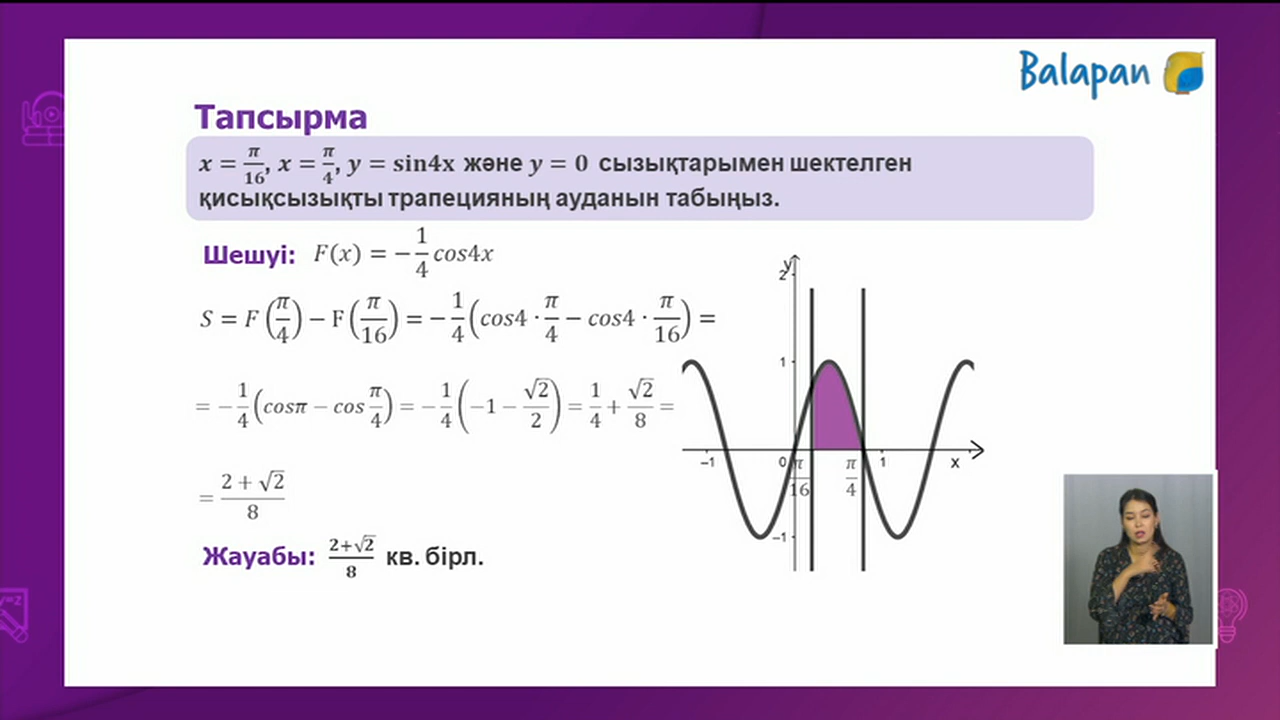 Balapan
Тапсырма
x = π/16, x = π/4, y = sin4x және y = 0 сызықтарымен шектелген
қисықсызықты трапецияның ауданын табыңыз.
Шешуі: F(x) = −1/4 cos4x
S = F(π/4) − F(π/16) = −1/4(cos4 · π/4 − cos4 · π/16) =
= −1/4(cosπ − cos π/4) = −1/4(−1 − √2/2) = 1/4 + √2/8 =
= (2 + √2)/8
Жауабы: (2+√2)/8 кв. бірл.
y
2
1
−1 0 π/16 π/4 1 x
−1